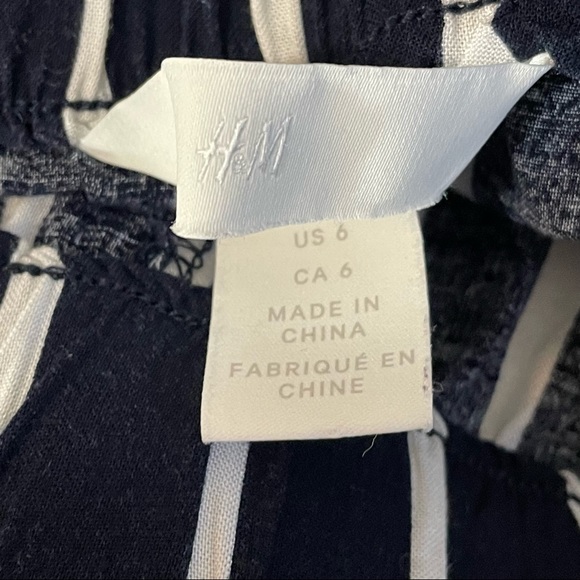 H&M
US 6
CA 6
MADE IN
CHINA
FABRIQUÉ EN
CHINE